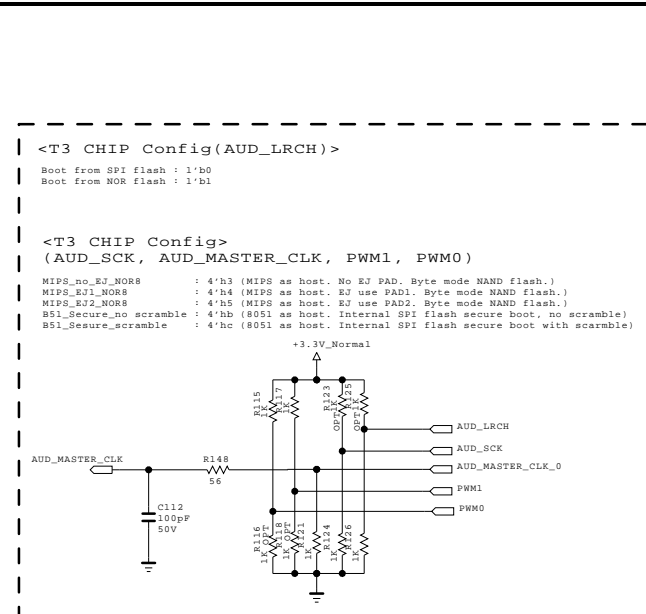 <T3 CHIP Config(AUD_LRCH)>
Boot from SPI flash : 1'b0
Boot from NOR flash : 1'b1
<T3 CHIP Config>
(AUD_SCK, AUD_MASTER_CLK, PWM1, PWM0)
MIPS_no_EJ_NOR8 : 4'h3 (MIPS as host. No EJ PAD. Byte mode NAND flash.)
MIPS_EJ1_NOR8 : 4'h4 (MIPS as host. EJ use PAD1. Byte mode NAND flash.)
MIPS_EJ2_NOR8 : 4'h5 (MIPS as host. EJ use PAD2. Byte mode NAND flash.)
B51_Sesure_no scramble : 4'hb (8051 as host. Internal SPI flash secure boot, no scramble)
B51_Sesure_scramble : 4'hc (8051 as host. Internal SPI flash secure boot with scarmble)
+3.3V_Normal
R115
1K
R117
1K
R123
OPT 1K
R125
OPT 1K
AUD_LRCH
AUD_SCK
AUD_MASTER_CLK
R148
56
AUD_MASTER_CLK_0
PWM1
PWM0
C112
100pF
50V
R116
1K OPT
R118
1K OPT
R121
1K
R124
1K
R126
1K